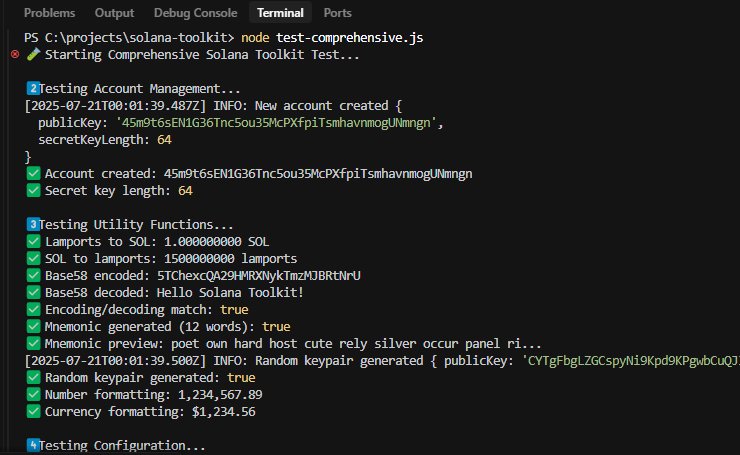 Problems Output Debug Console Terminal Ports
PS C:\projects\solana-toolkit> node test-comprehensive.js
🧪 Starting Comprehensive Solana Toolkit Test...
2️⃣Testing Account Management...
[2025-07-21T00:01:39.487Z] INFO: New account created {
publicKey: '45m9t6sEN1G36Tnc5ou35McPXfpiTsmhavnmogUNmngn',
secretKeyLength: 64
}
✅ Account created: 45m9t6sEN1G36Tnc5ou35McPXfpiTsmhavnmogUNmngn
✅ Secret key length: 64
3️⃣Testing Utility Functions...
✅ Lamports to SOL: 1.000000000 SOL
✅ SOL to lamports: 1500000000 lamports
✅ Base58 encoded: 5TChexcQA29HMRXNykTmzMJBRtNrU
✅ Base58 decoded: Hello Solana Toolkit!
✅ Encoding/decoding match: true
✅ Mnemonic generated (12 words): true
✅ Mnemonic preview: poet own hard host cute rely silver occur panel ri...
[2025-07-21T00:01:39.500Z] INFO: Random keypair generated { publicKey: 'CYTgFbgLZGCspyNi9Kpd9KPgwbCuQJ
✅ Random keypair generated: true
✅ Number formatting: 1,234,567.89
✅ Currency formatting: $1,234.56
4️⃣Testing Configuration...